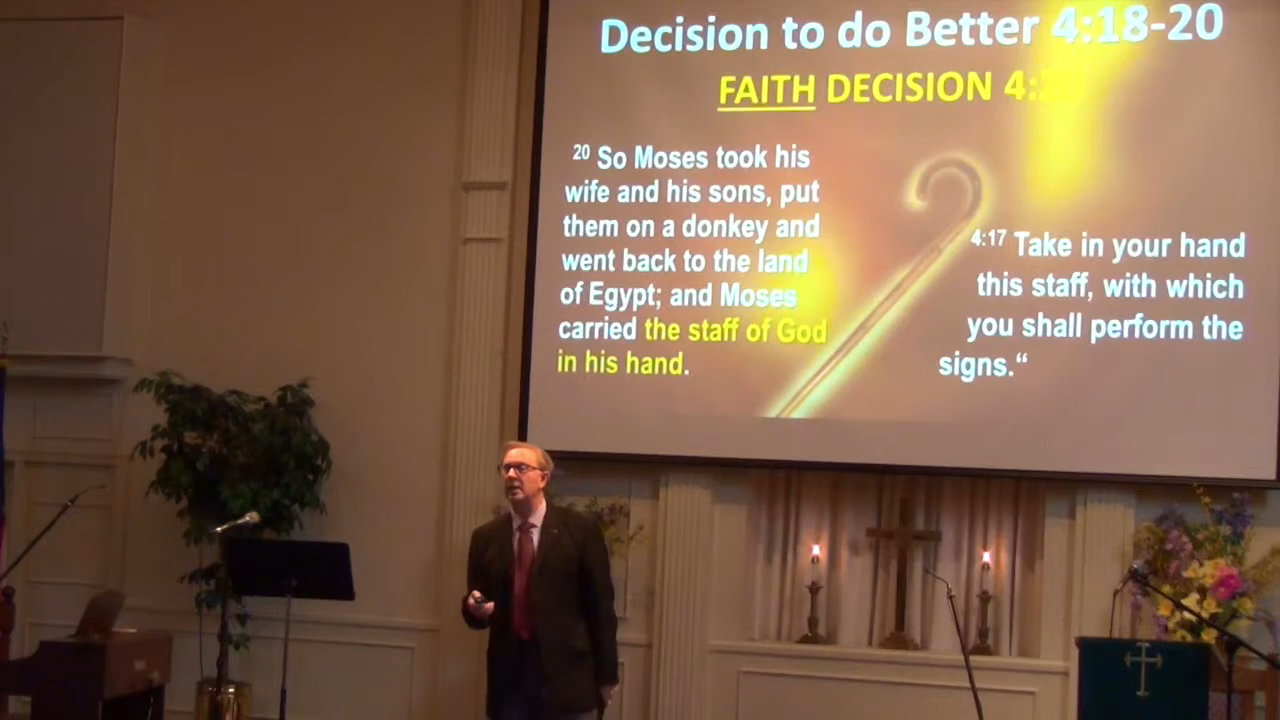 Decision to do Better 4:18-20
FAITH DECISION 4:
20 So Moses took his
wife and his sons, put
them on a donkey and
went back to the land
of Egypt; and Moses
carried the staff of God
in his hand.
4:17 Take in your hand
this staff, with which
you shall perform the
signs.“